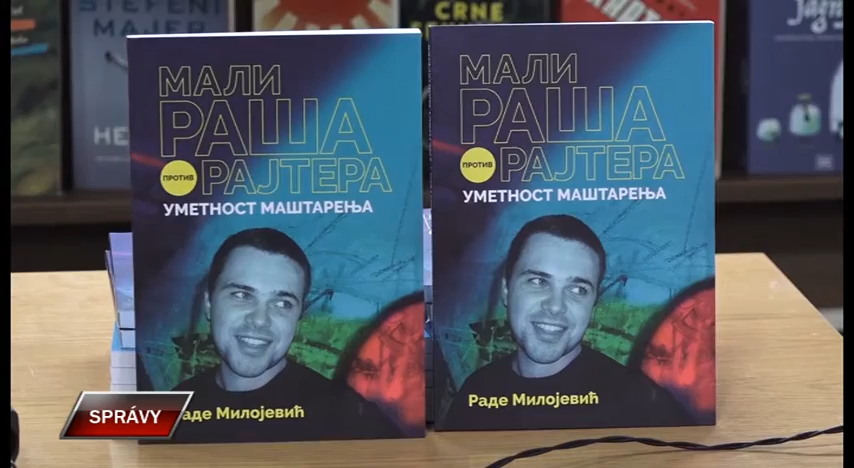 STEFENI
MAJER
CRNE
МАЛИ
РАША
ПРОТИВ
РАЈТЕРА
УМЕТНОСТ МАШТАРЕЊА
Раде Милојевић
МАЛИ
РАША
ПРОТИВ
РАЈТЕРА
УМЕТНОСТ МАШТАРЕЊА
Раде Милојевић
SPRÁVY